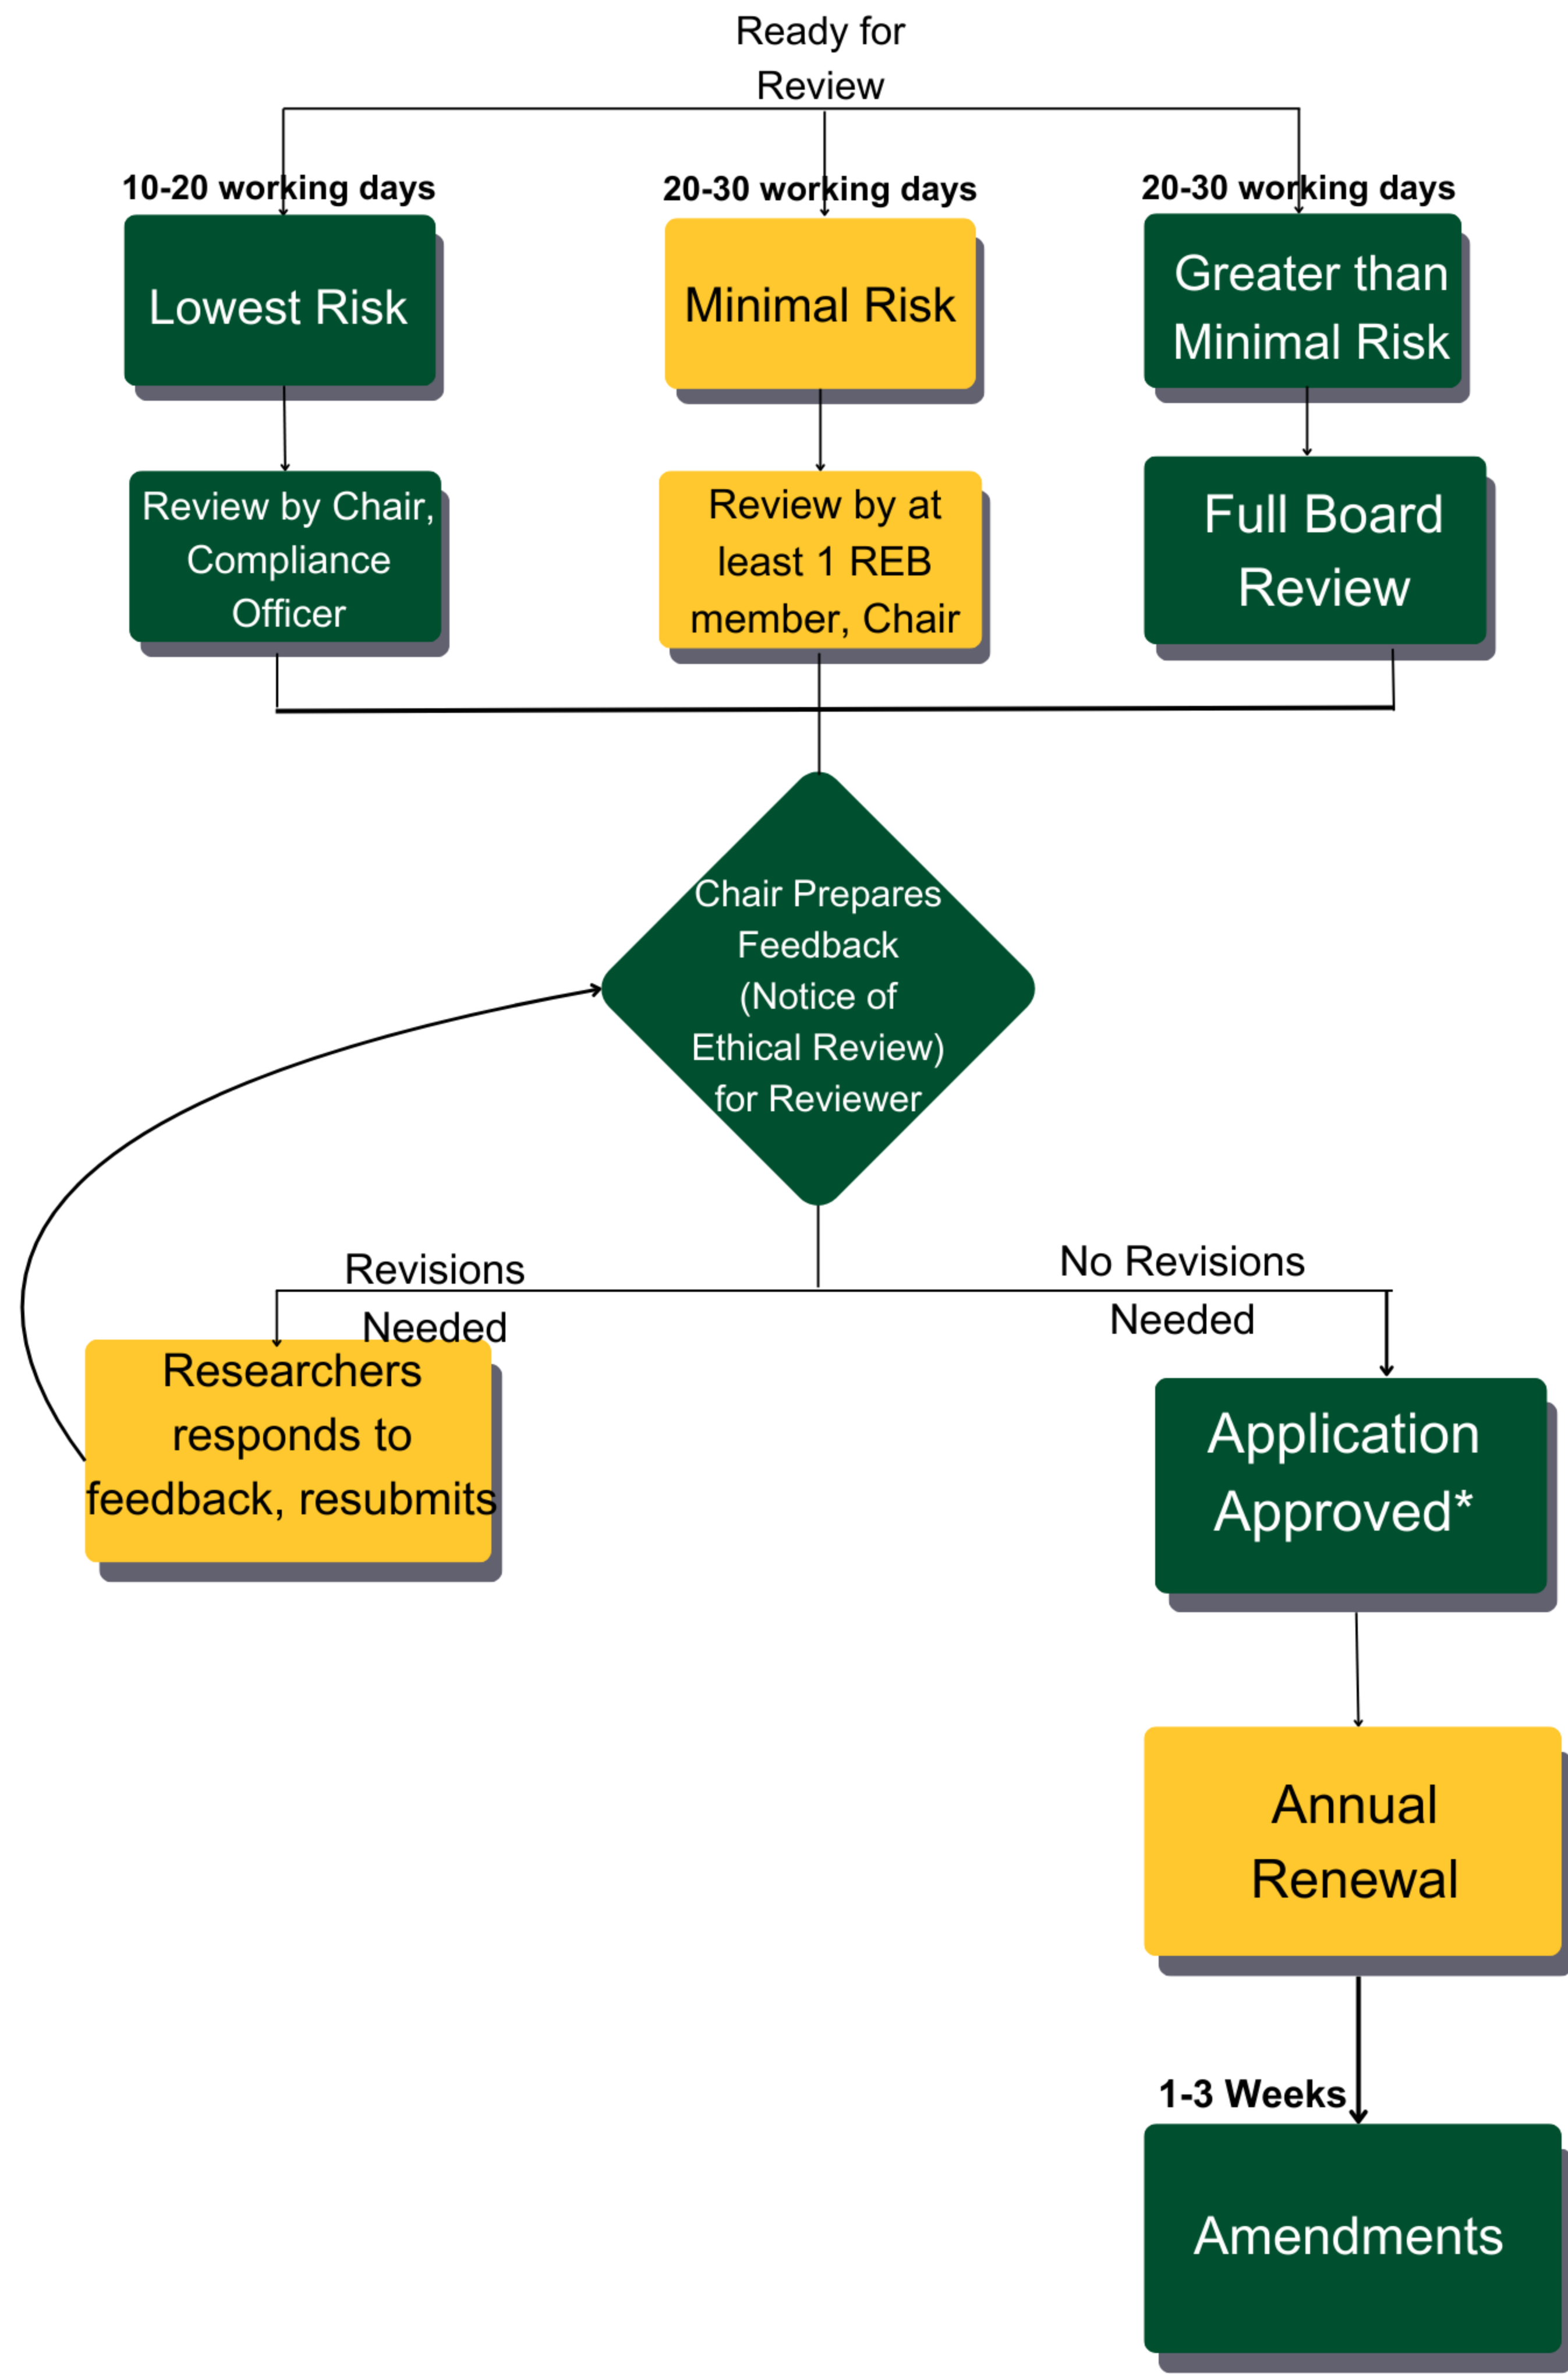 Ready for
Review
10-20 working days
20-30 working days
20-30 working days
Lowest Risk
Minimal Risk
Greater than
Minimal Risk
Review by Chair,
Compliance
Officer
Review by at
least 1 REB
member, Chair
Full Board
Review
Chair Prepares
Feedback
(Notice of
Ethical Review)
for Reviewer
Revisions
Needed
No Revisions
Needed
Researchers
responds to
feedback, resubmits
Application
Approved*
Annual
Renewal
1-3 Weeks
Amendments